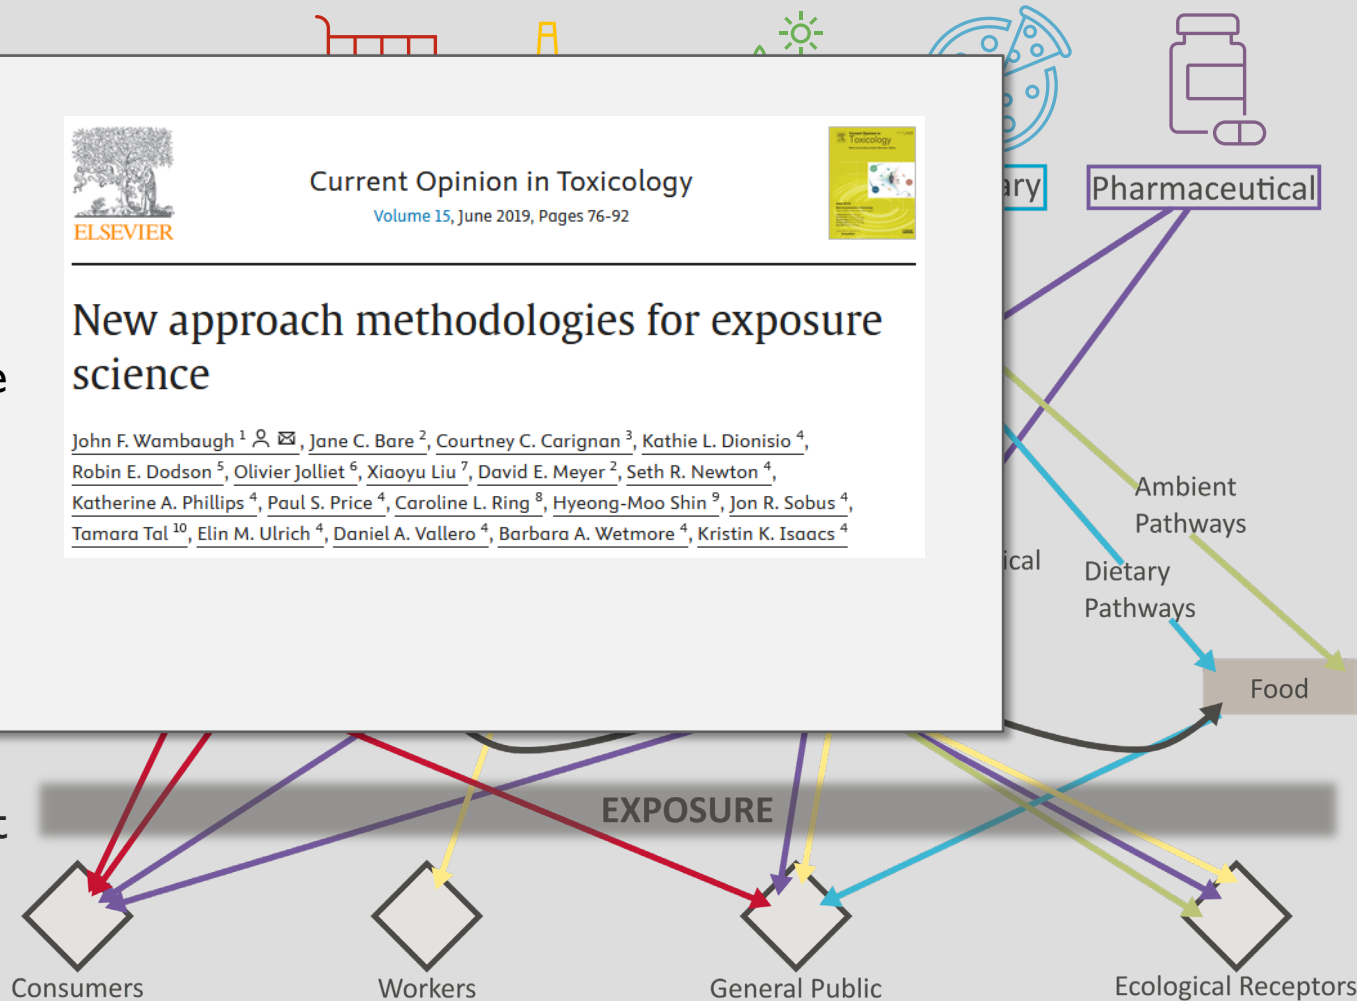 ELSEVIER
Current Opinion in Toxicology
Volume 15, June 2019, Pages 76-92
Toxicology
New approach methodologies for exposure
science
John F. Wambaugh 1, Jane C. Bare 2, Courtney C. Carignan 3, Kathie L. Dionisio 4,
Robin E. Dodson 5, Olivier Jolliet 6, Xiaoyu Liu 7, David E. Meyer 2, Seth R. Newton 4,
Katherine A. Phillips 4, Paul S. Price 4, Caroline L. Ring 8, Hyeong-Moo Shin 9, Jon R. Sobus 4,
Tamara Tal 10, Elin M. Ulrich 4, Daniel A. Vallero 4, Barbara A. Wetmore 4, Kristin K. Isaacs 4
ary
Pharmaceutical
e
Ambient
Pathways
ical
Dietary
Pathways
Food
t
EXPOSURE
Consumers
Workers
General Public
Ecological Receptors